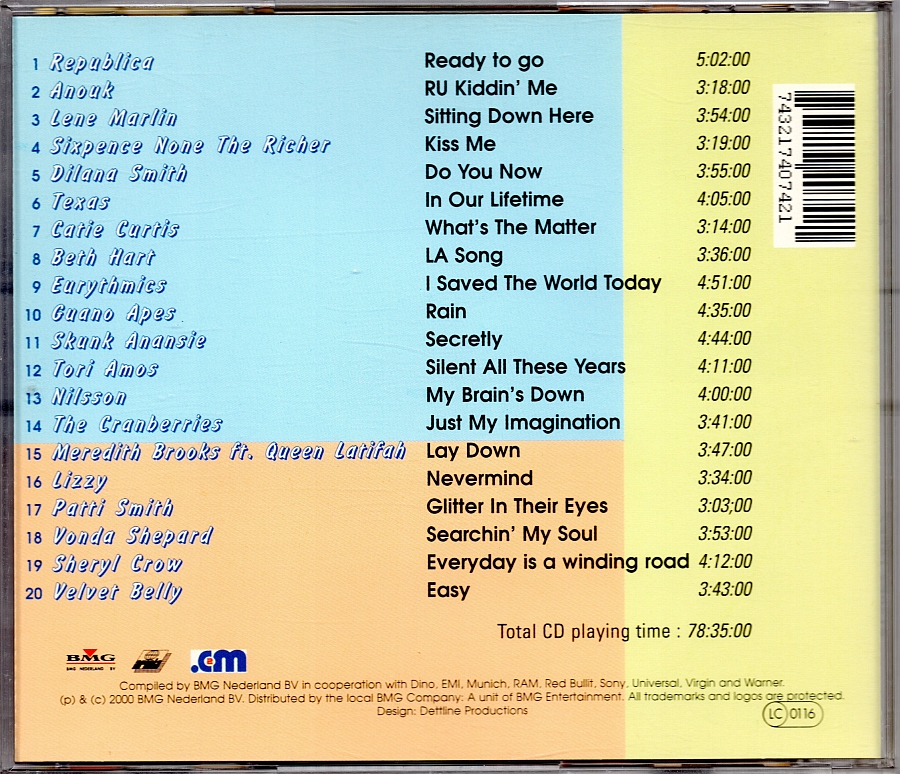 1 Republica Ready to go 5:02:00
2 Anouk RU Kiddin' Me 3:18:00
3 Lene Marlin Sitting Down Here 3:54:00
4 Sixpence None The Richer Kiss Me 3:19:00
5 Dilana Smith Do You Now 3:55:00
6 Texas In Our Lifetime 4:05:00
7 Catie Curtis What's The Matter 3:14:00
8 Beth Hart LA Song 3:36:00
9 Eurythmics I Saved The World Today 4:51:00
10 Guano Apes Rain 4:35:00
11 Skunk Anansie Secretly 4:44:00
12 Tori Amos Silent All These Years 4:11:00
13 Nilsson My Brain's Down 4:00:00
14 The Cranberries Just My Imagination 3:41:00
15 Meredith Brooks ft. Queen Latifah Lay Down 3:47:00
16 Lizzy Nevermind 3:34:00
17 Patti Smith Glitter In Their Eyes 3:03;00
18 Vonda Shepard Searchin' My Soul 3:53:00
19 Sheryl Crow Everyday is a winding road 4:12:00
20 Velvet Belly Easy 3:43:00
743217407421
Total CD playing time : 78:35:00
BMG
BMG NEDERLAND BV
.cm
Compiled by BMG Nederland BV in cooperation with Dino, EMI, Munich, RAM, Red Bullit, Sony, Universal, Virgin and Warner.
(p) & (c) 2000 BMG Nederland BV. Distributed by the local BMG Company: A unit of BMG Entertainment. All trademarks and logos are protected.
Design: Dettline Productions
LC 0116